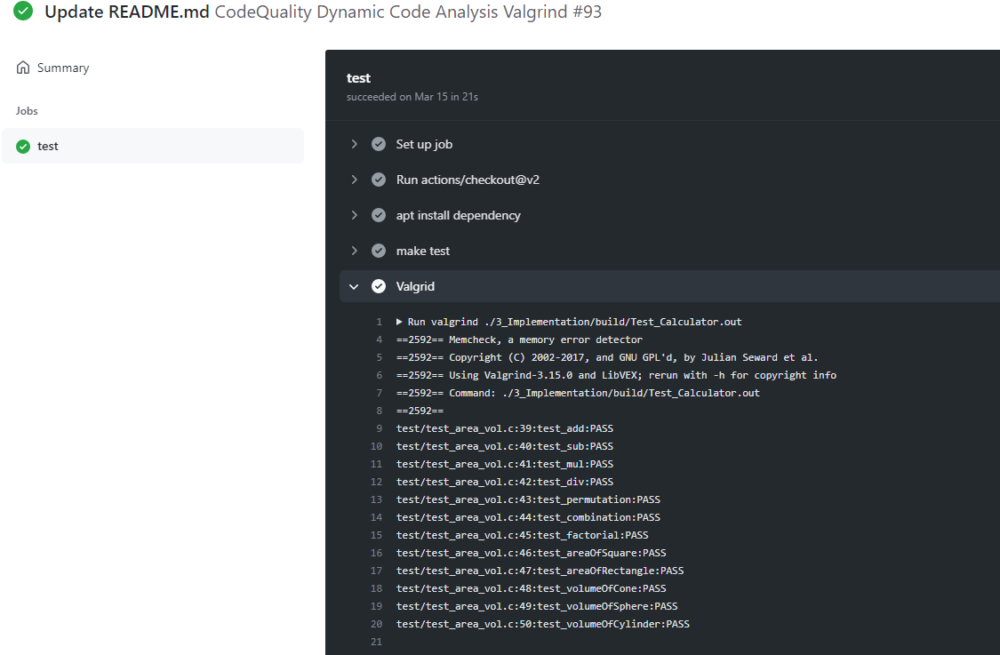 Update README.md CodeQuality Dynamic Code Analysis Valgrind #93
Summary
Jobs
test
test
succeeded on Mar 15 in 21s
Set up job
Run actions/checkout@v2
apt install dependency
make test
Valgrid
1 Run valgrind ./3_Implementation/build/Test_Calculator.out
4 ==2592== Memcheck, a memory error detector
5 ==2592== Copyright (C) 2002-2017, and GNU GPL'd, by Julian Seward et al.
6 ==2592== Using Valgrind-3.15.0 and LibVEX; rerun with -h for copyright info
7 ==2592== Command: ./3_Implementation/build/Test_Calculator.out
8 ==2592==
9 test/test_area_vol.c:39:test_add:PASS
10 test/test_area_vol.c:40:test_sub:PASS
11 test/test_area_vol.c:41:test_mul:PASS
12 test/test_area_vol.c:42:test_div:PASS
13 test/test_area_vol.c:43:test_permutation:PASS
14 test/test_area_vol.c:44:test_combination:PASS
15 test/test_area_vol.c:45:test_factorial:PASS
16 test/test_area_vol.c:46:test_areaOfSquare:PASS
17 test/test_area_vol.c:47:test_areaOfRectangle:PASS
18 test/test_area_vol.c:48:test_volumeOfCone:PASS
19 test/test_area_vol.c:49:test_volumeOfSphere:PASS
20 test/test_area_vol.c:50:test_volumeOfCylinder:PASS
21